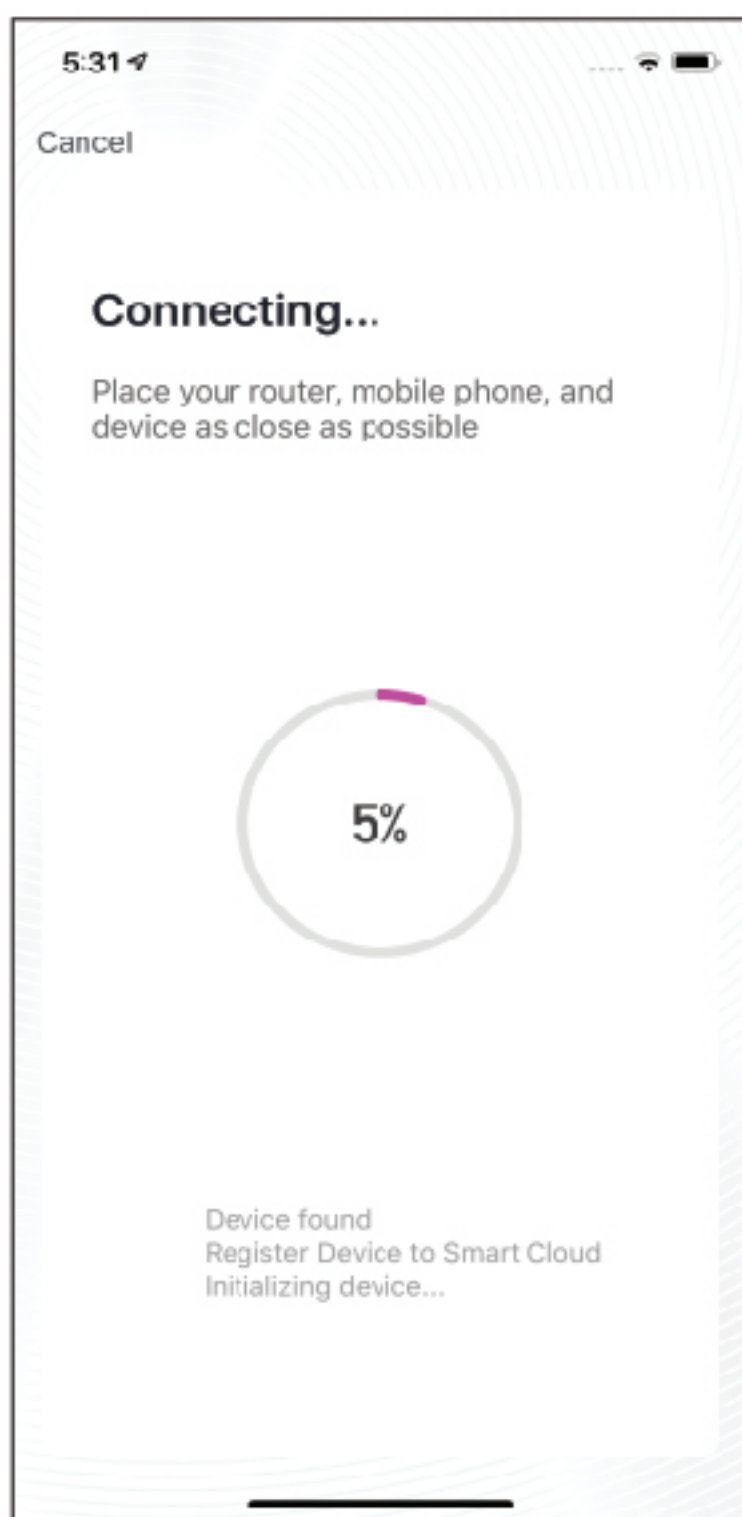 5:31
Cancel
Connecting...
Place your router, mobile phone, and
device as close as possible
5%
Device found
Register Device to Smart Cloud
Initializing device...